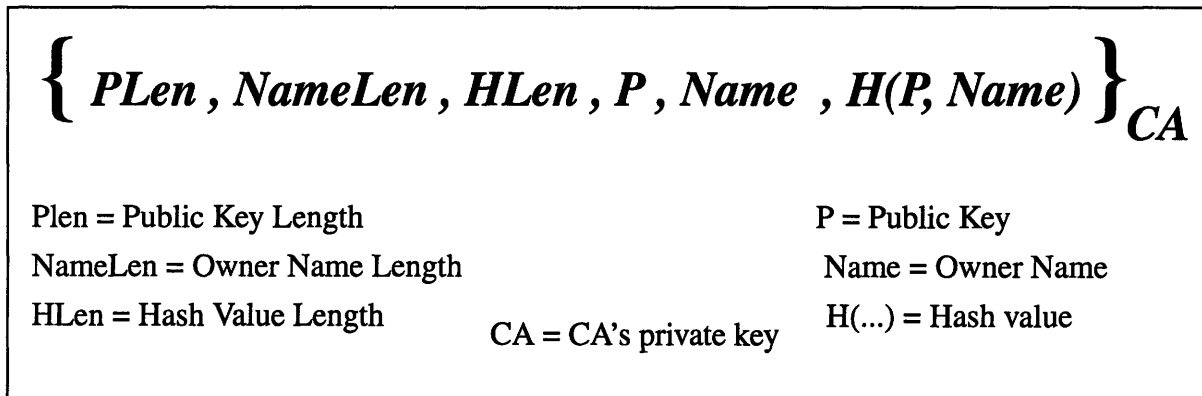 { PLen , NameLen , HLen , P , Name , H(P, Name) }CA
Plen = Public Key Length
P = Public Key
NameLen = Owner Name Length
Name = Owner Name
HLen = Hash Value Length
CA = CA's private key
H(...) = Hash value